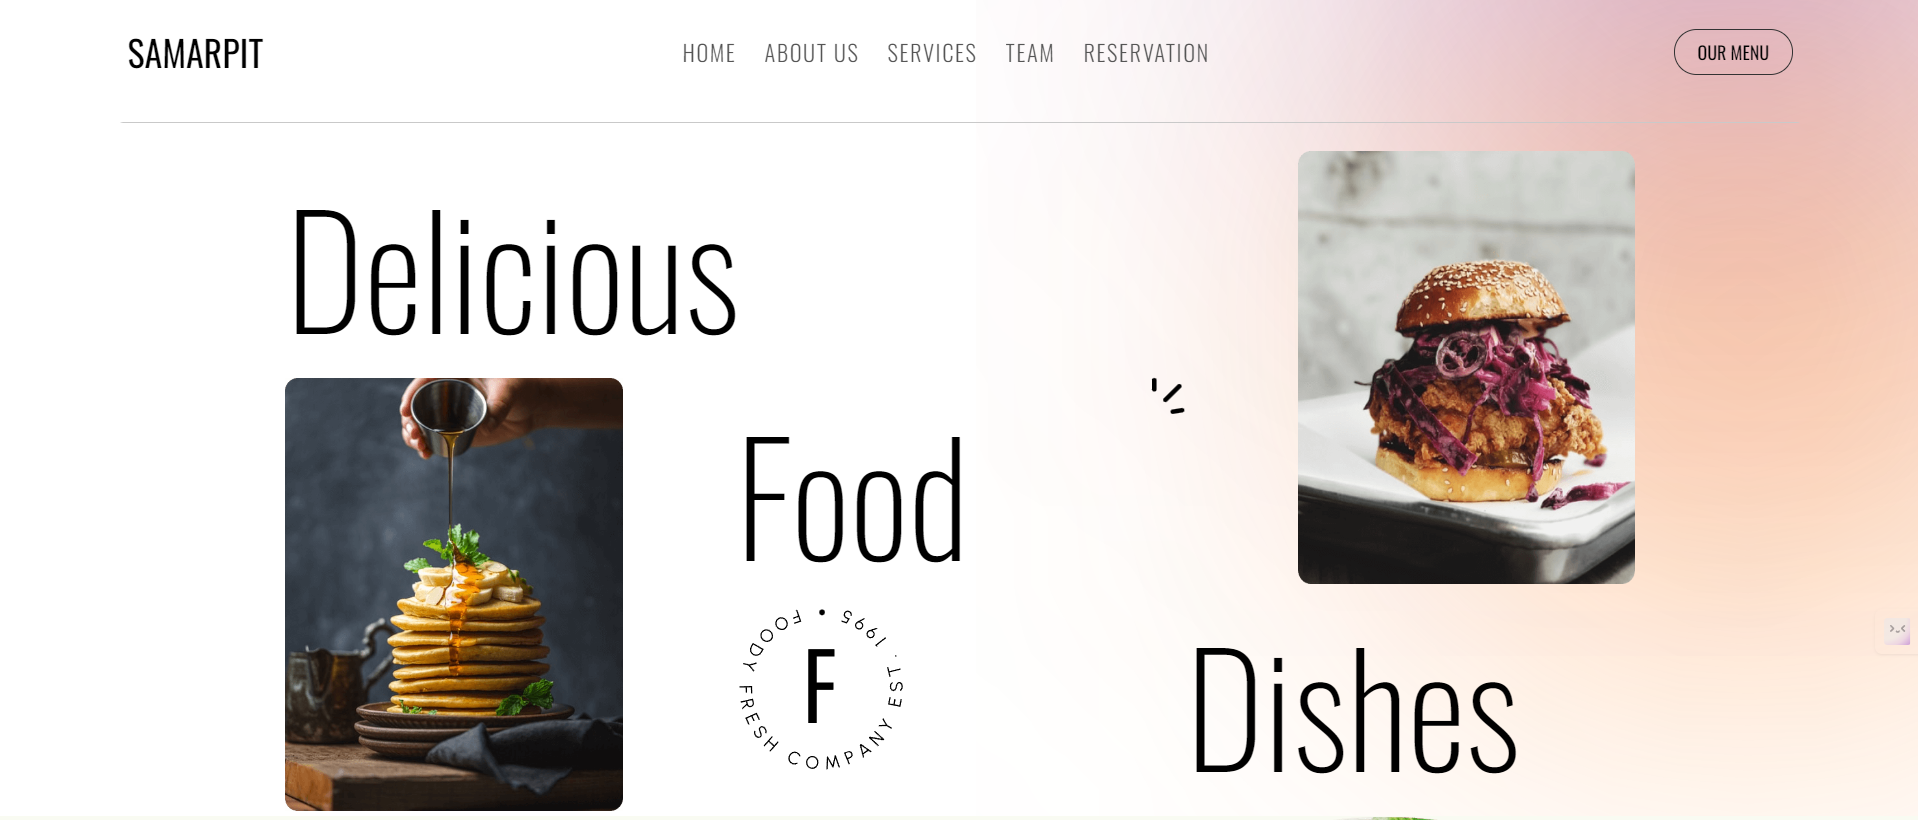 SAMARPIT
HOME ABOUT US SERVICES TEAM RESERVATION
OUR MENU
Delicious
Food
FOODY FRESH COMPANY EST . 1995 •
F
Dishes